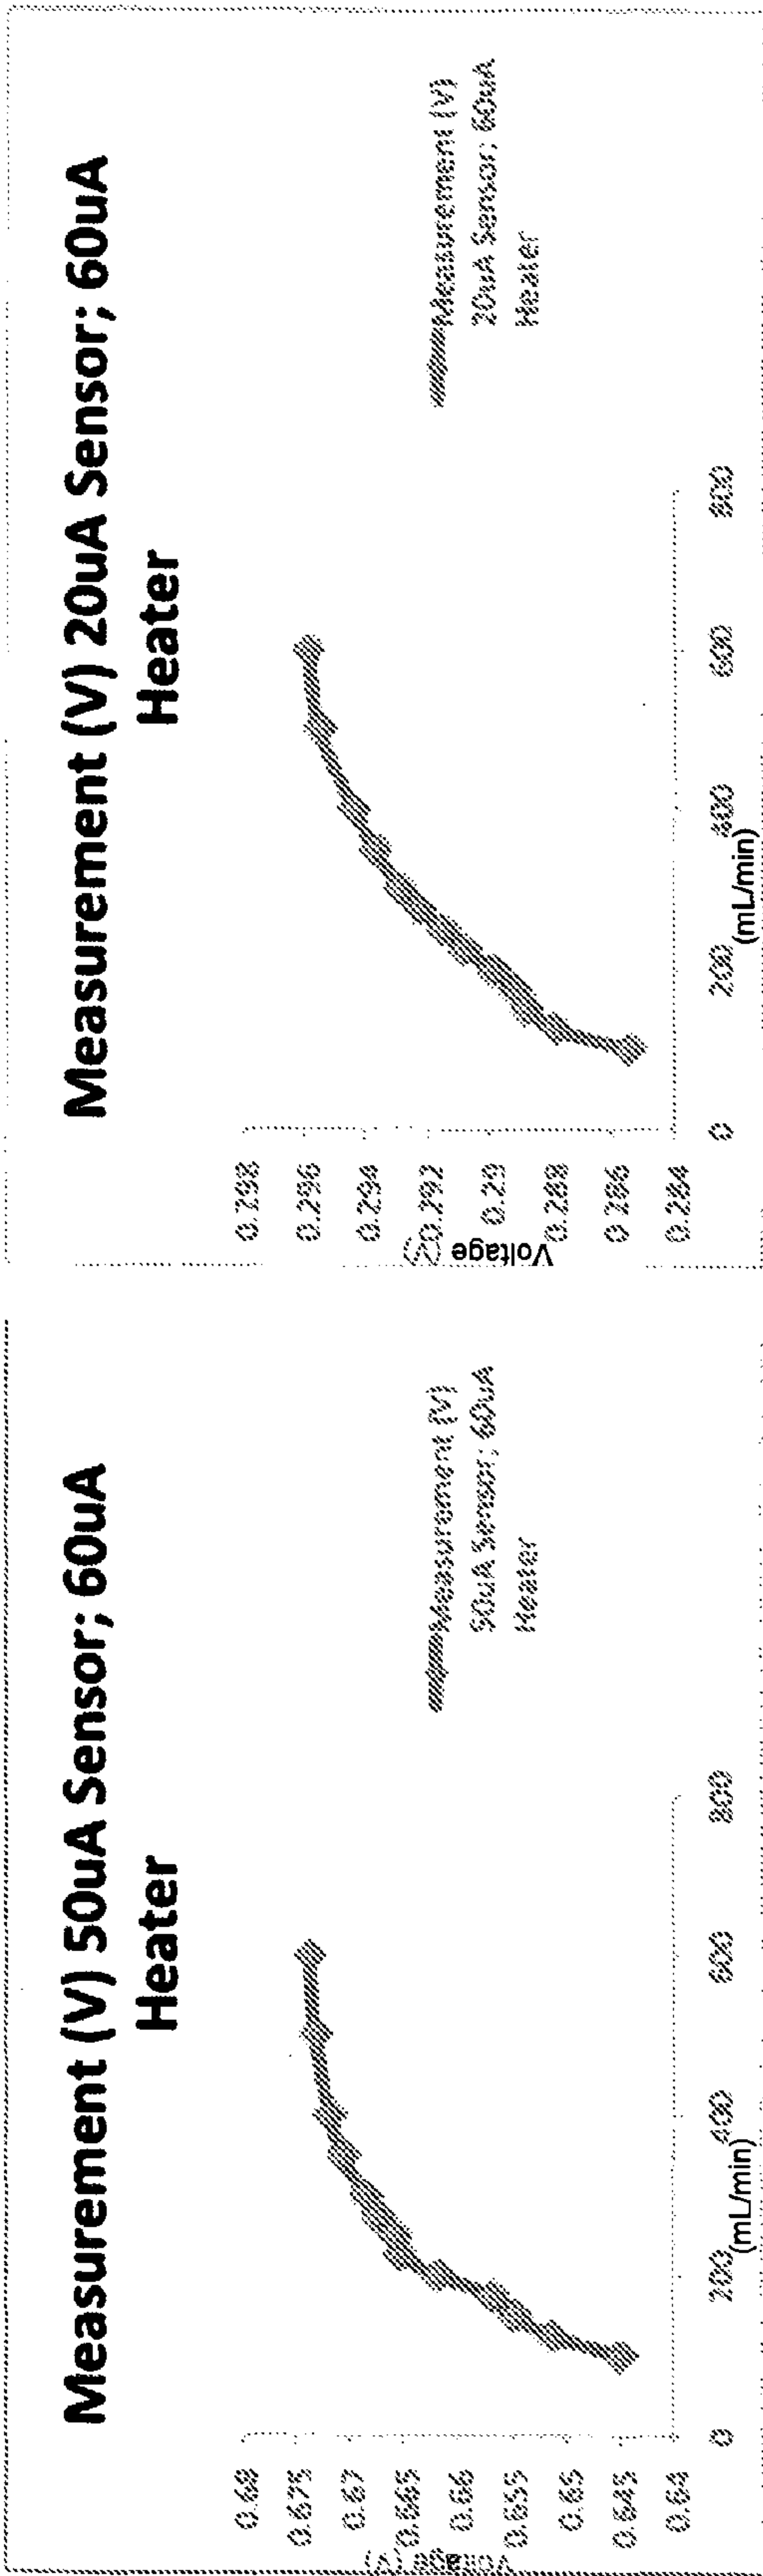 Measurement (V) 50uA Sensor; 60uA
Heater
0.68
0.675
0.67
0.665
0.66
0.655
0.65
0.645
0.64
Voltage (V)
0
200
400
600
800
(mL/min)
Measurement (V)
50uA Sensor; 60uA
Heater
Measurement (V) 20uA Sensor; 60uA
Heater
0.298
0.296
0.294
0.292
0.29
0.288
0.286
0.284
Voltage (V)
0
200
400
600
800
(mL/min)
Measurement (V)
20uA Sensor; 60uA
Heater